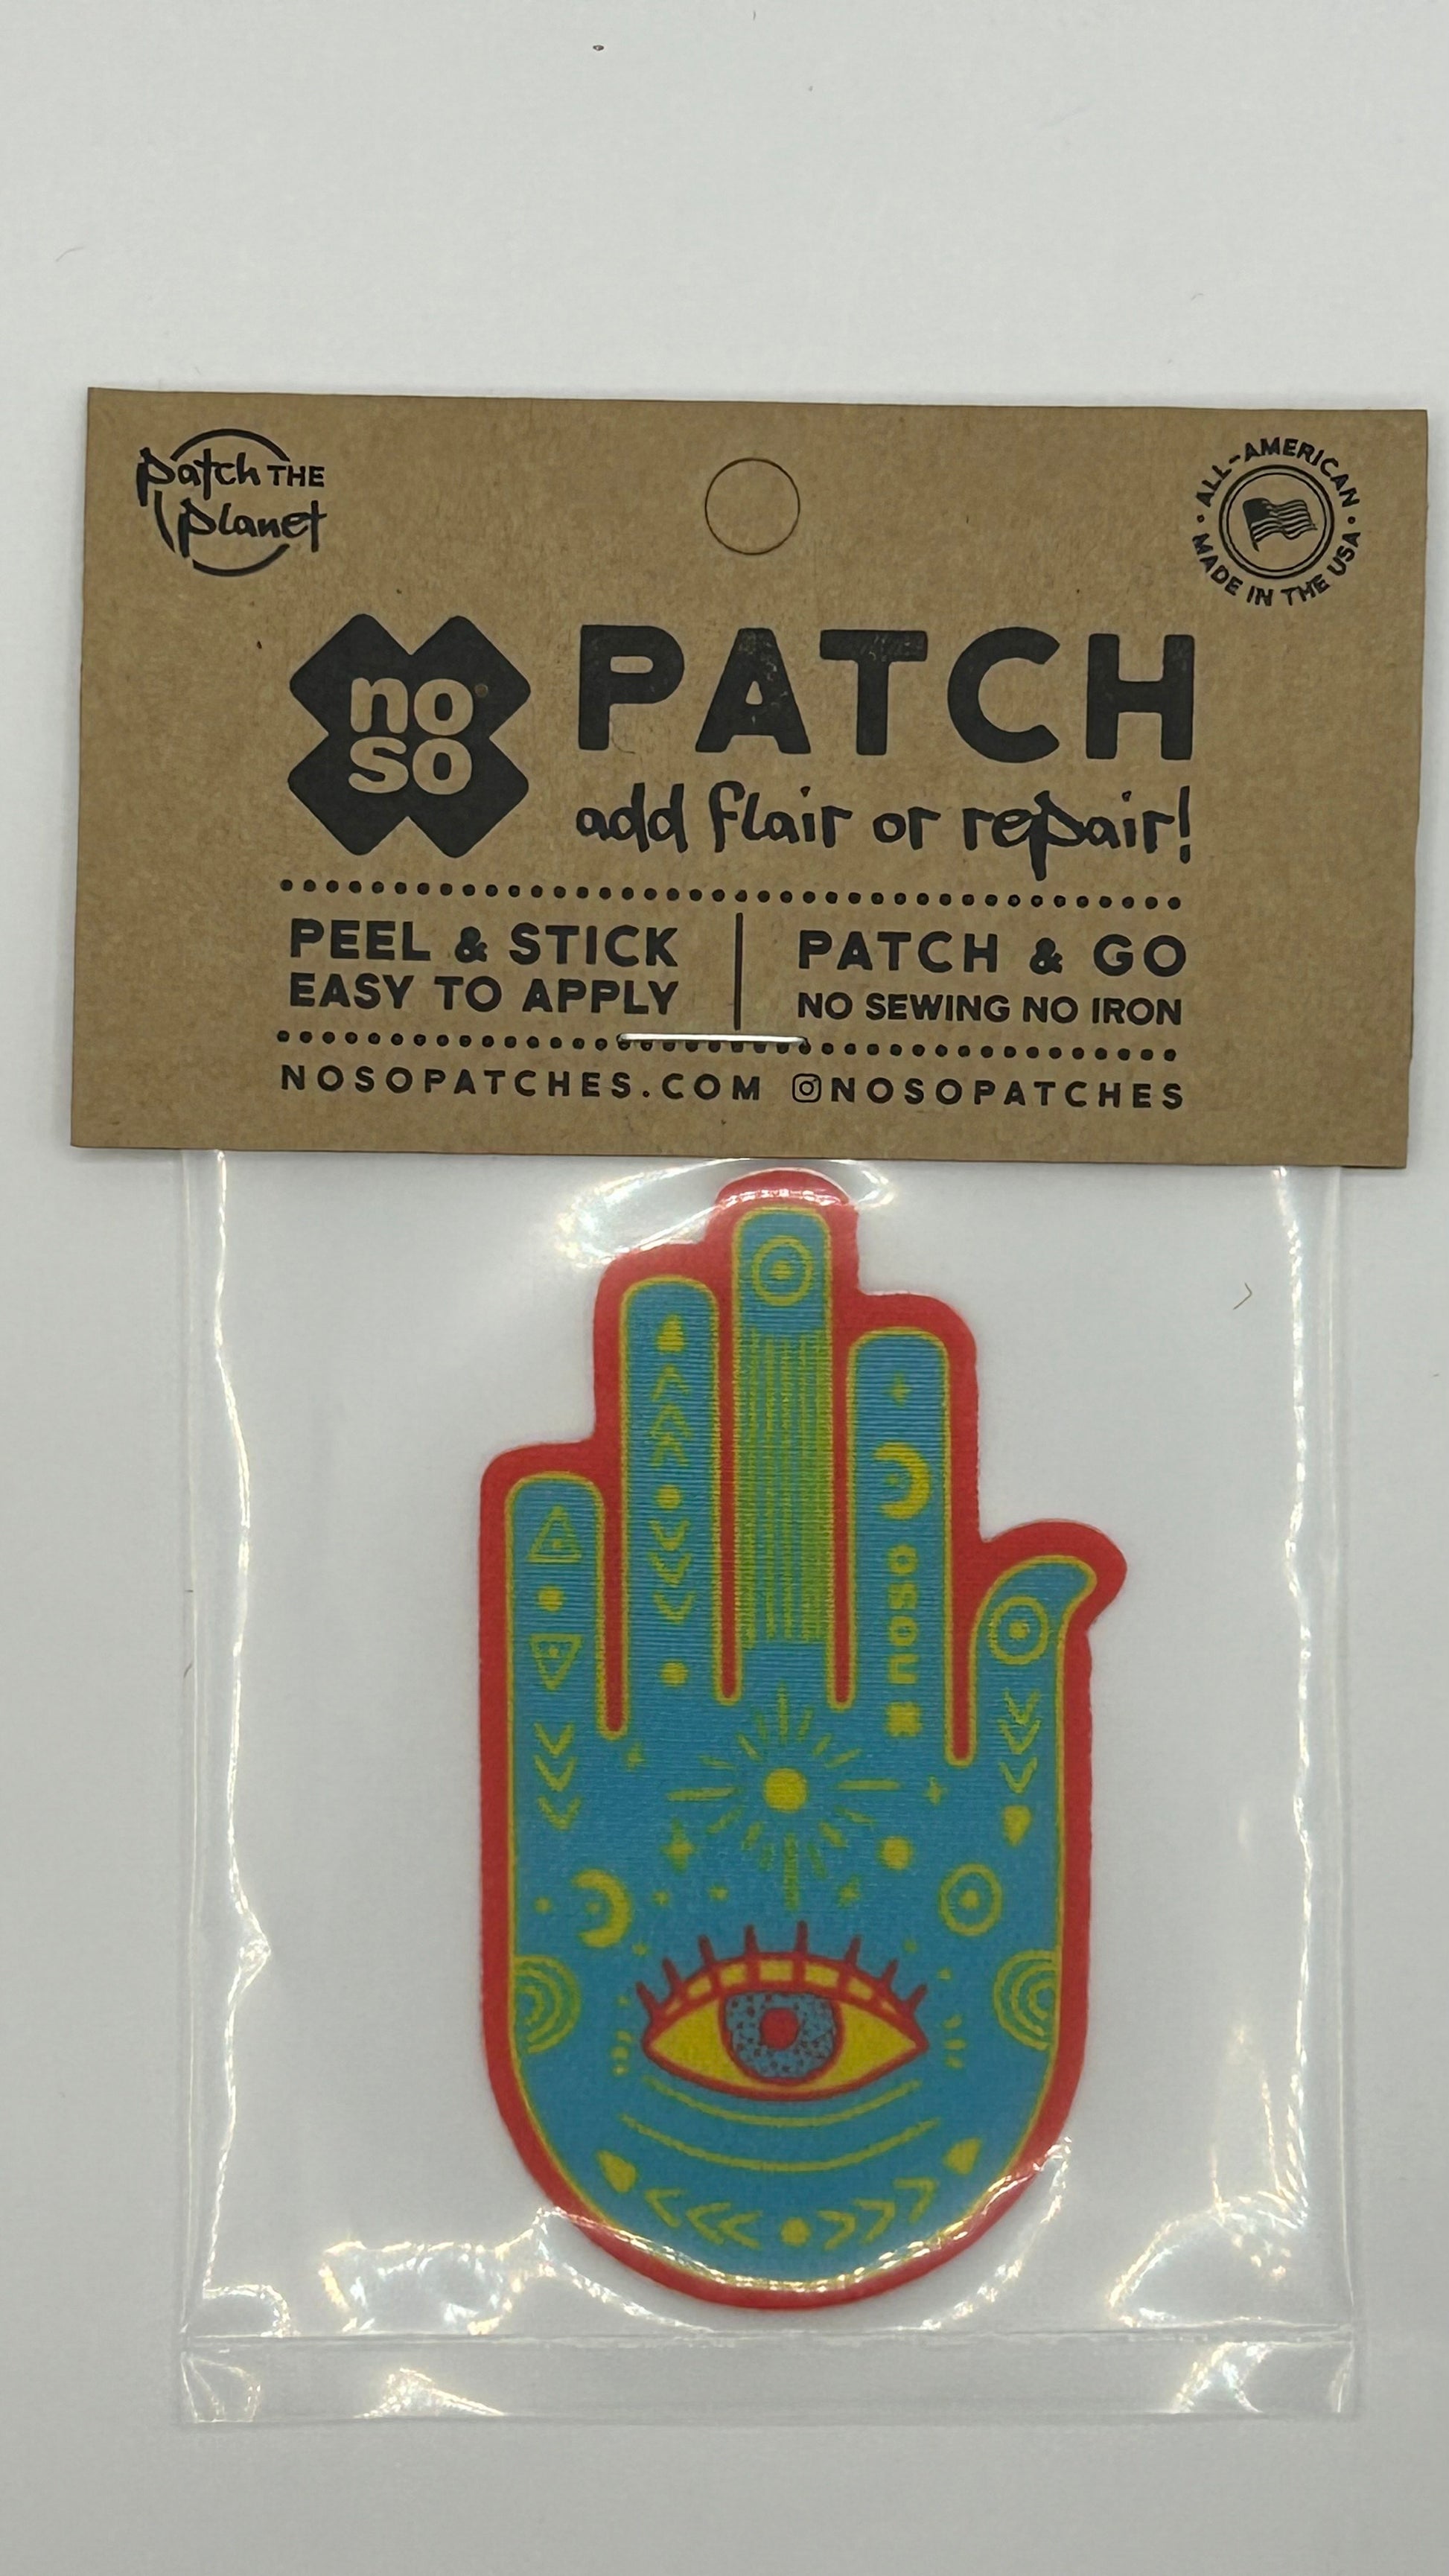 patch THE
planet
ALL-AMERICAN
MADE IN THE USA
no
so
PATCH
add flair or repair!
PEEL & STICK
EASY TO APPLY
PATCH & GO
NO SEWING NO IRON
NOSOPATCHES.COM
NOSOPATCHES
noso